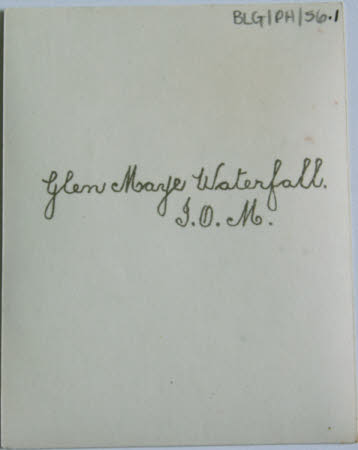 BLG/PH/56.1
Glen Maye Waterfall.
I.O.M.